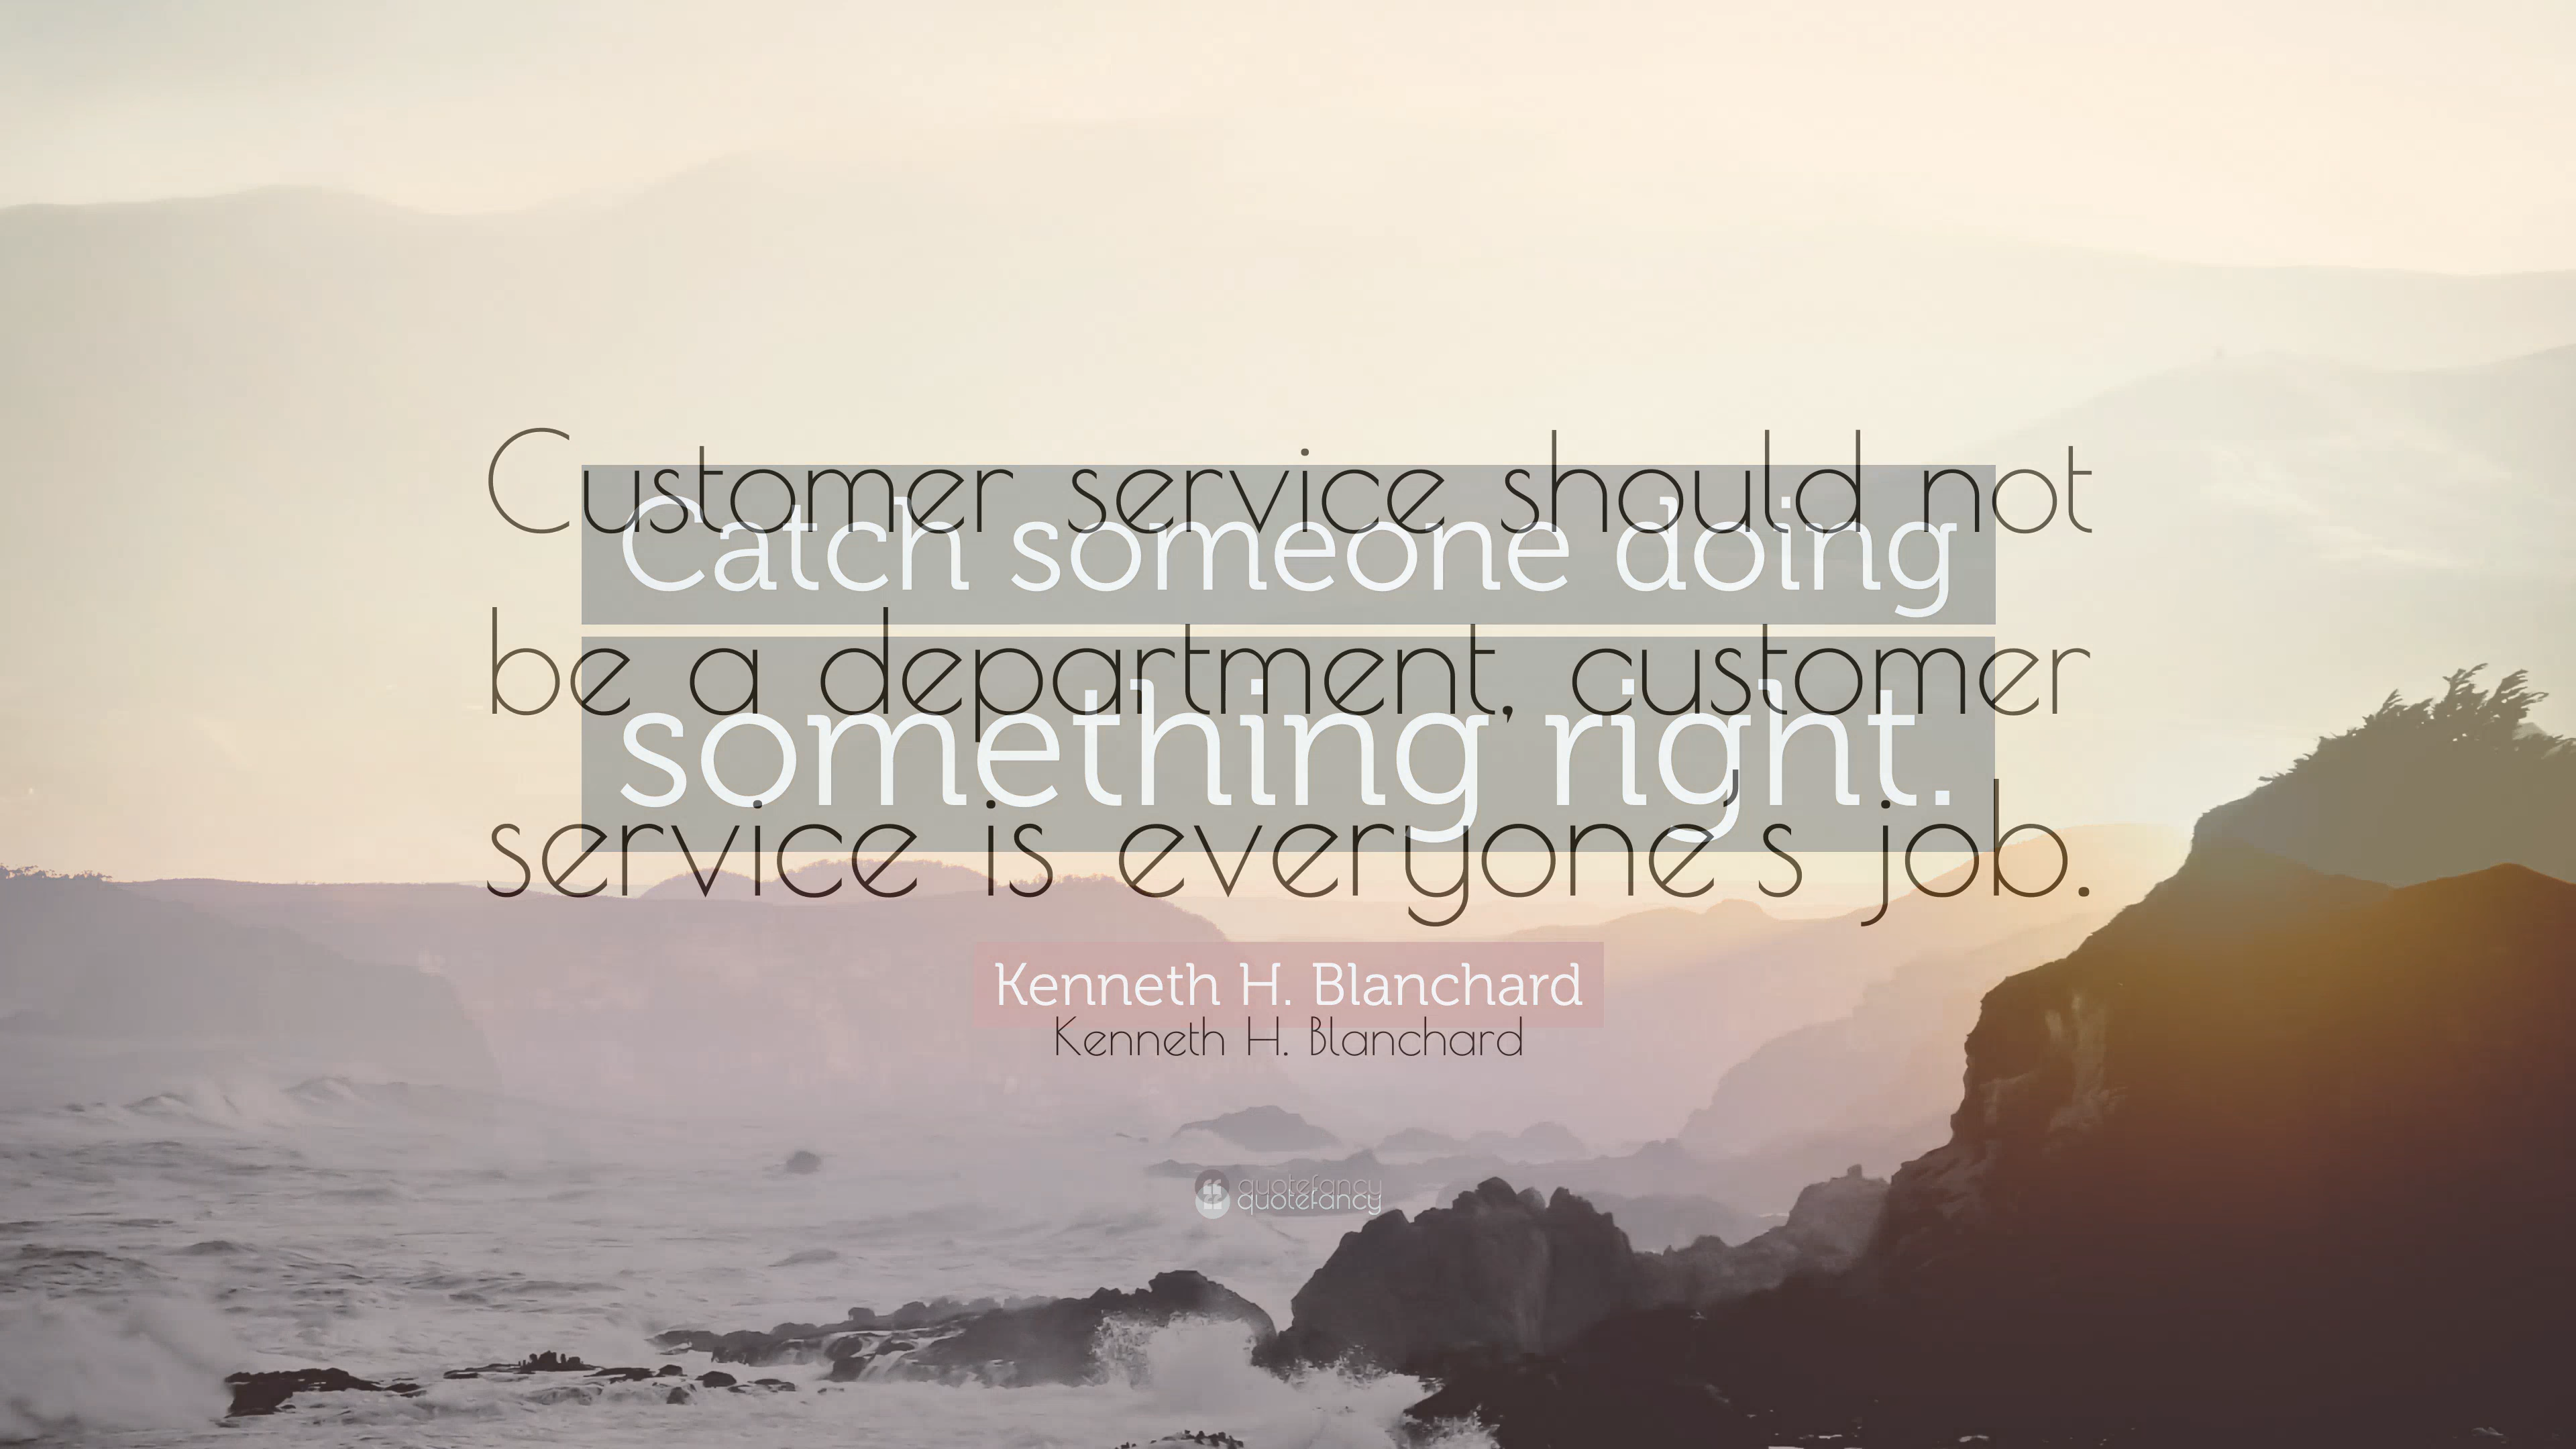 Customer service should not
be a department, customer
service is everyone's job.
Kenneth H. Blanchard
Catch someone doing
something right.
Kenneth H. Blanchard
quotefancy
quotefancy